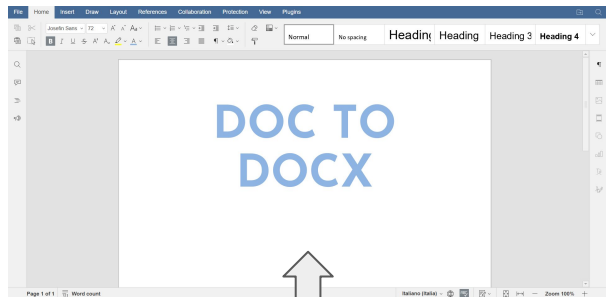 File Home Insert Draw Layout References Collaboration Protection View Plugins
Josefin Sans 72
Normal No spacing Heading Heading Heading 3 Heading 4
DOC TO
DOCX
Page 1 of 1 Word count Italiano (Italia) Zoom 100%